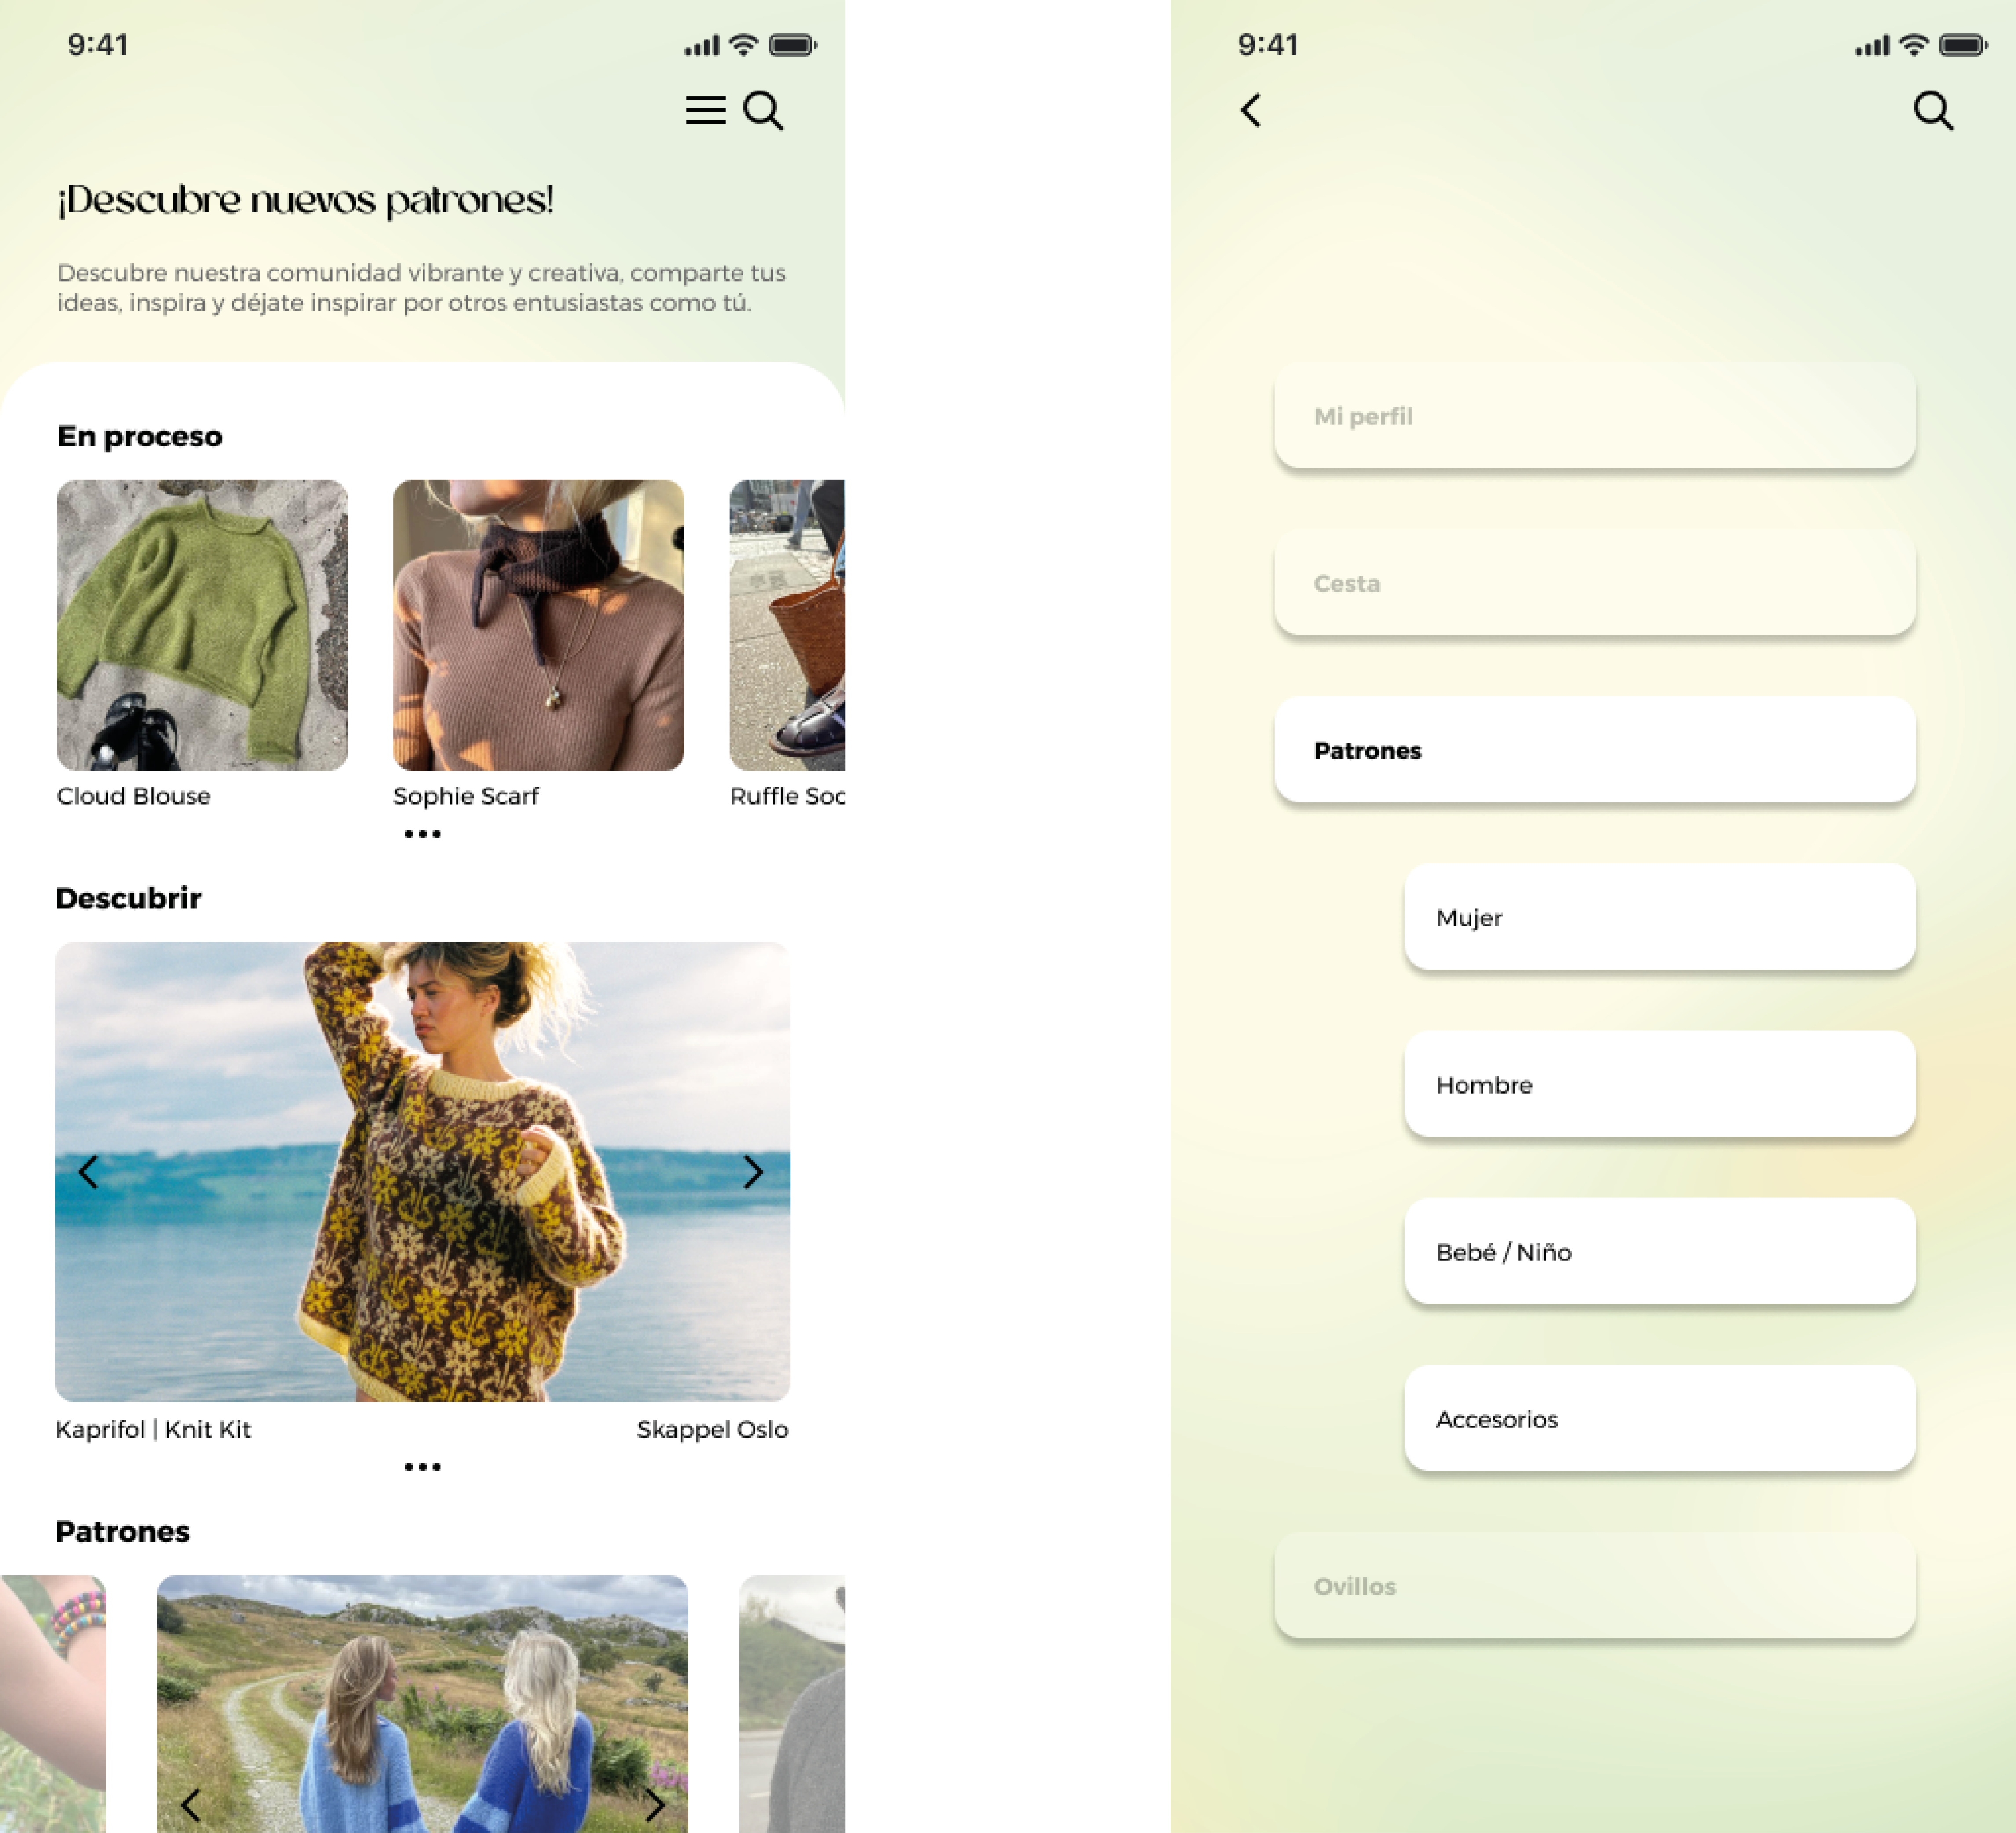 9:41
¡Descubre nuevos patrones!
Descubre nuestra comunidad vibrante y creativa, comparte tus
ideas, inspira y déjate inspirar por otros entusiastas como tú.
En proceso
Cloud Blouse
Sophie Scarf
Ruffle Soc
Descubrir
Kaprifol | Knit Kit
Skappel Oslo
Patrones
9:41
Mi perfil
Cesta
Patrones
Mujer
Hombre
Bebé / Niño
Accesorios
Ovillos